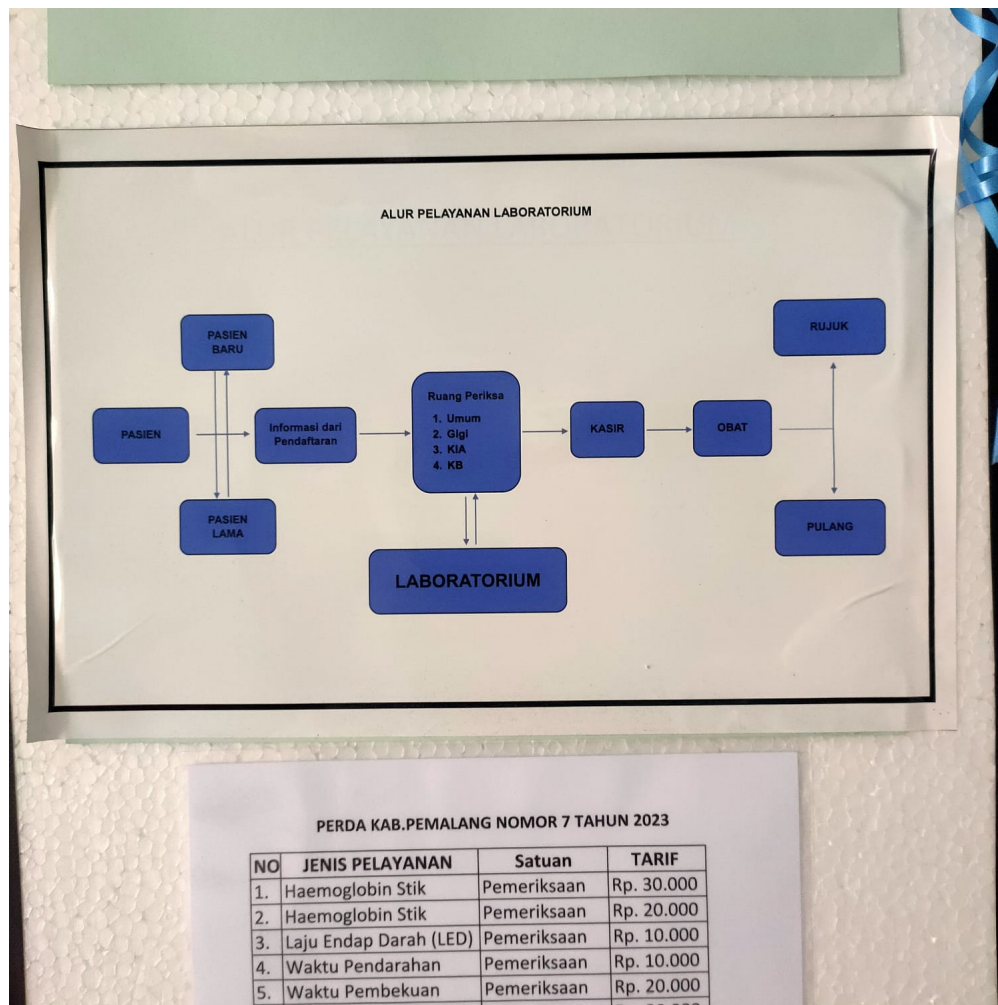 ALUR PELAYANAN LABORATORIUM
PASIEN
BARU
PASIEN
PASIEN
LAMA
Informasi dari
Pendaftaran
Ruang Periksa
1. Umum
2. Gigi
3. KIA
4. KB
LABORATORIUM
KASIR
OBAT
RUJUK
PULANG
PERDA KAB.PEMALANG NOMOR 7 TAHUN 2023
NO JENIS PELAYANAN Satuan TARIF
1. Haemoglobin Stik Pemeriksaan Rp. 30.000
2. Haemoglobin Stik Pemeriksaan Rp. 20.000
3. Laju Endap Darah (LED) Pemeriksaan Rp. 10.000
4. Waktu Pendarahan Pemeriksaan Rp. 10.000
5. Waktu Pembekuan Pemeriksaan Rp. 20.000